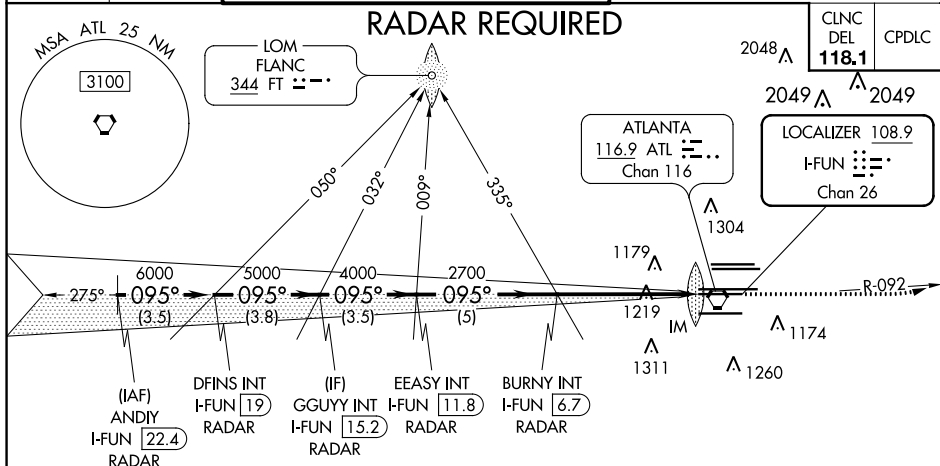 RADAR REQUIRED
CLNC
DEL
118.1
CPDLC
MSA ATL 25 NM
3100
LOM
FLANC
344 FT
2048
2049
2049
ATLANTA
116.9 ATL
Chan 116
LOCALIZER 108.9
I-FUN
Chan 26
050°
032°
009°
335°
1304
1179
6000
5000
4000
2700
275°
095°
095°
095°
095°
R-092
(3.5)
(3.8)
(3.5)
(5)
1219
IM
1174
1311
1260
(IAF)
ANDIY
I-FUN 22.4
RADAR
DFINS INT
I-FUN 19
RADAR
(IF)
GGUYY INT
I-FUN 15.2
RADAR
EEASY INT
I-FUN 11.8
RADAR
BURNY INT
I-FUN 6.7
RADAR